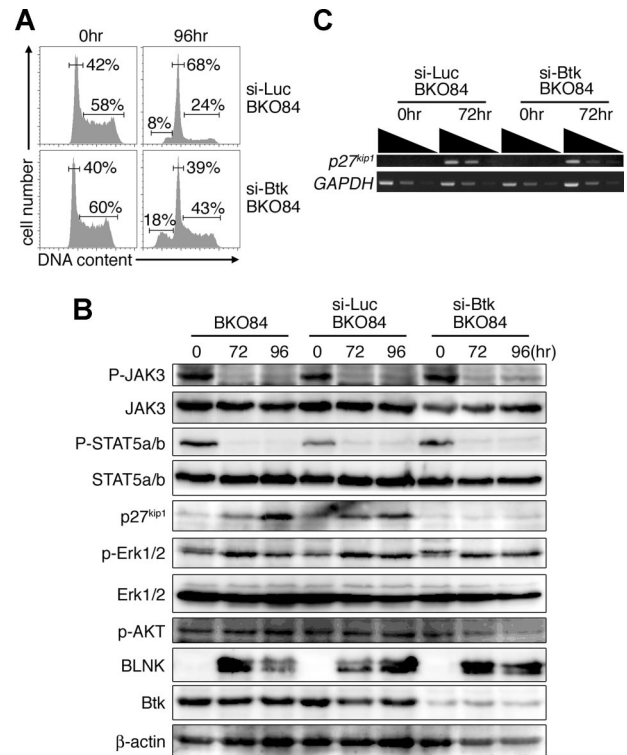 A
0hr 96hr
42% 68%
58% 24%
8%
si-Luc
BKO84
40% 39%
60% 43%
18%
si-Btk
BKO84
cell number
DNA content
C
si-Luc
BKO84
si-Btk
BKO84
0hr 72hr 0hr 72hr
p27kip1
GAPDH
B
BKO84
si-Luc
BKO84
si-Btk
BKO84
0 72 96 0 72 96 0 72 96(hr)
P-JAK3
JAK3
P-STAT5a/b
STAT5a/b
p27kip1
p-Erk1/2
Erk1/2
p-AKT
BLNK
Btk
β-actin